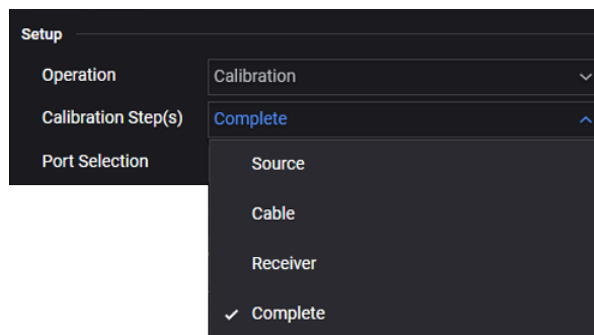 Setup
Operation Calibration
Calibration Step(s) Complete
Port Selection Source
Cable
Receiver
Complete